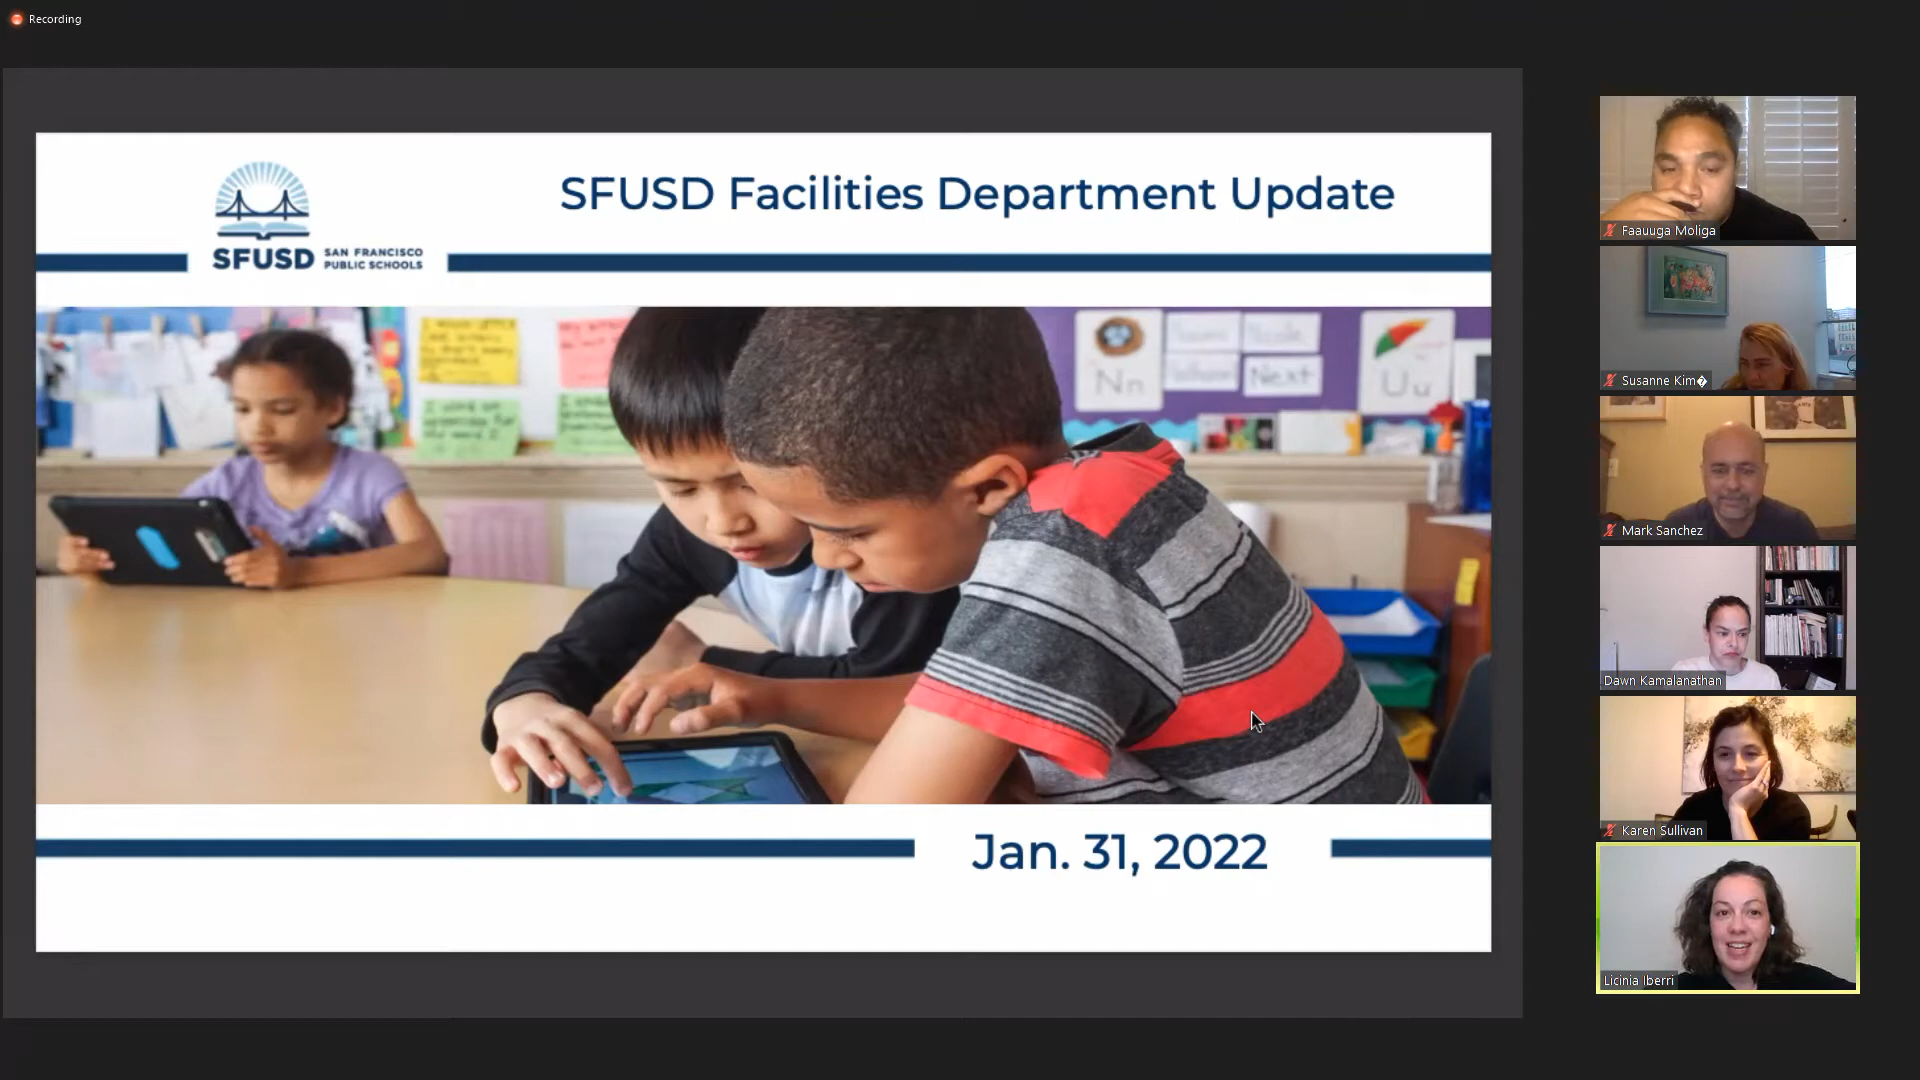 Recording
SFUSD Facilities Department Update
SFUSD SAN FRANCISCO
PUBLIC SCHOOLS
Nn
Next
Uu
Jan. 31, 2022
Faauuga Moliga
Susanne Kim�
Mark Sanchez
Dawn Kamalanathan
Karen Sullivan
Licinia Iberri